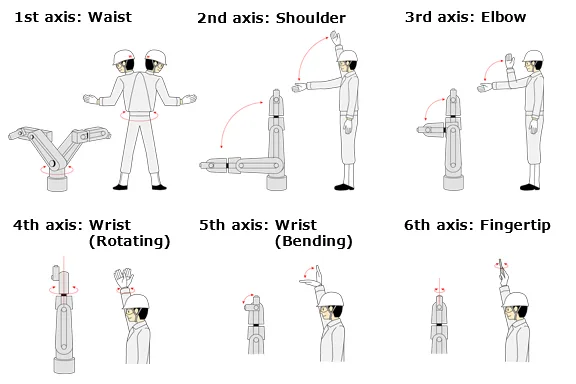 1st axis: Waist
2nd axis: Shoulder
3rd axis: Elbow
4th axis: Wrist
(Rotating)
5th axis: Wrist
(Bending)
6th axis: Fingertip